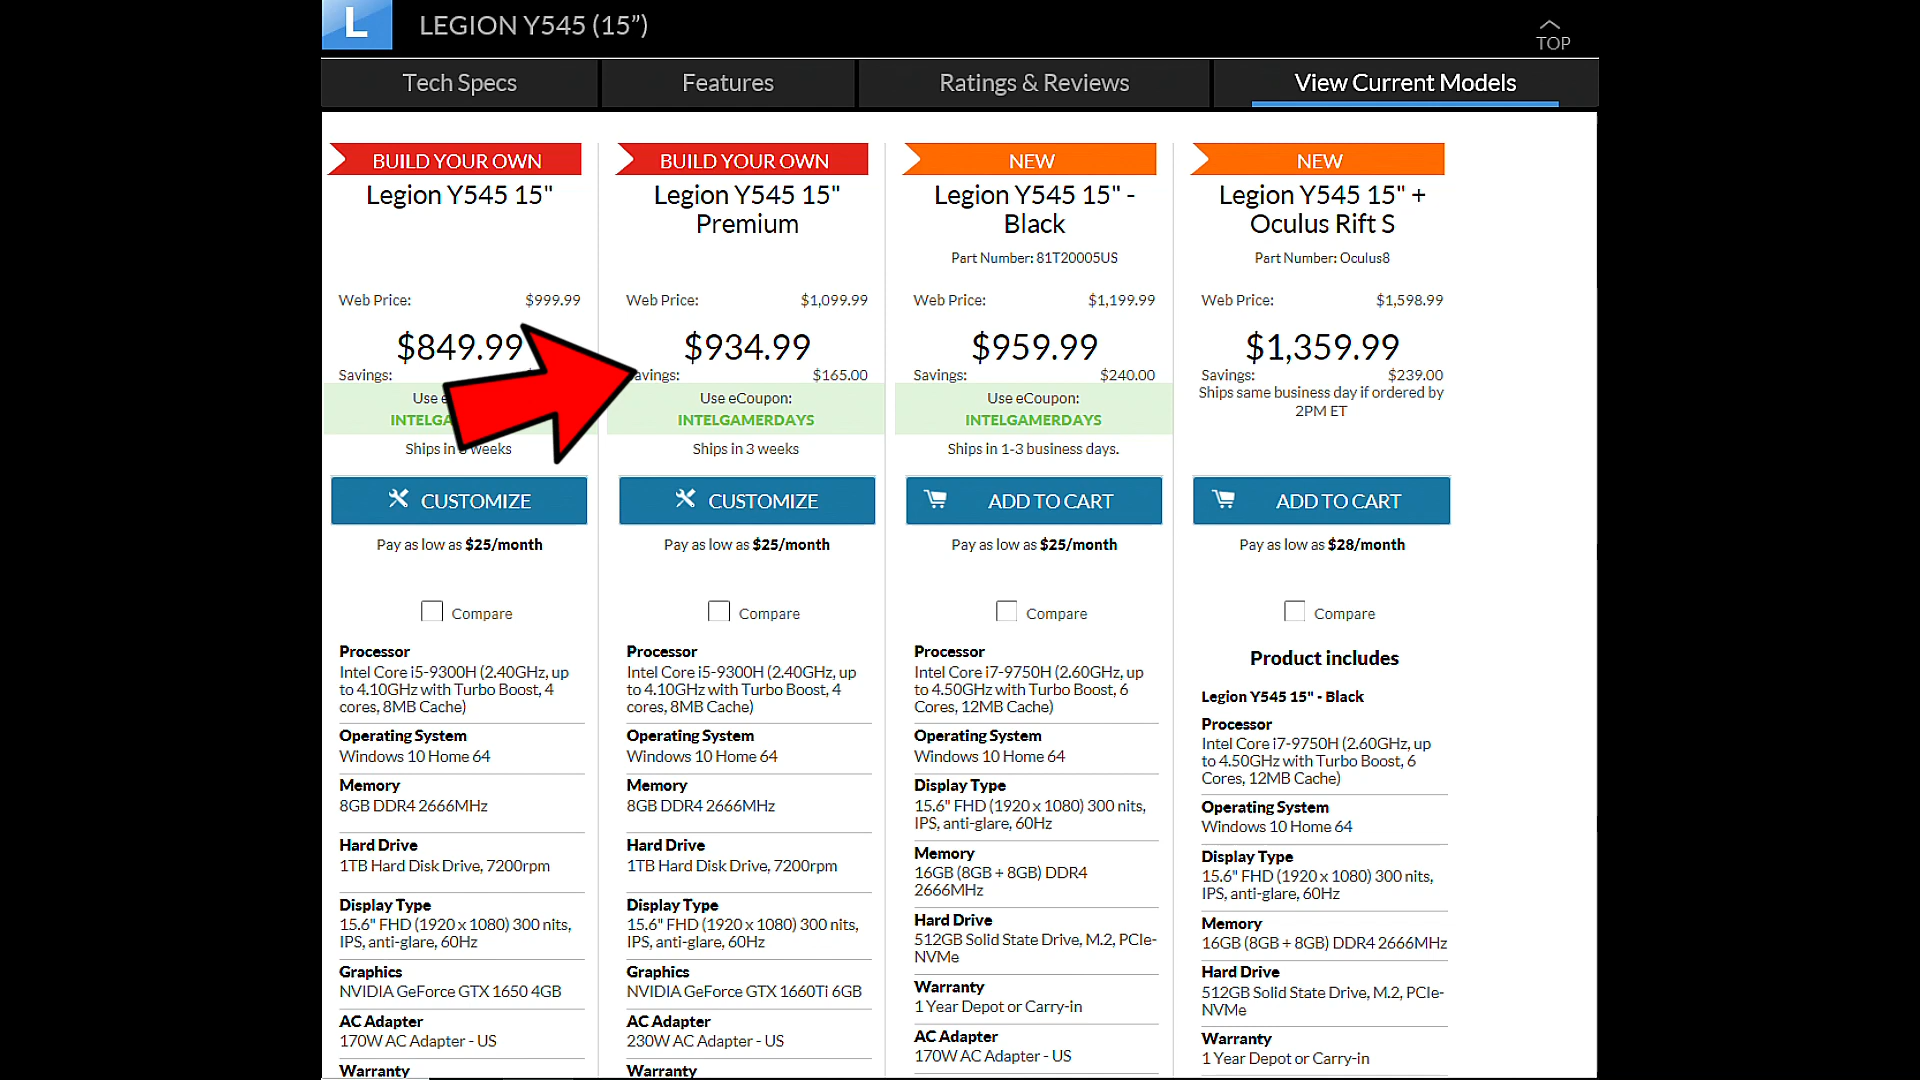 L
LEGION Y545 (15”)
TOP
Tech Specs
Features
Ratings & Reviews
View Current Models
BUILD YOUR OWN
Legion Y545 15"
Web Price: $999.99
$849.99
Savings:
Use
INTELGA
Ships in weeks
CUSTOMIZE
Pay as low as $25/month
Compare
Processor
Intel Core i5-9300H (2.40GHz, up
to 4.10GHz with Turbo Boost, 4
cores, 8MB Cache)
Operating System
Windows 10 Home 64
Memory
8GB DDR4 2666MHz
Hard Drive
1TB Hard Disk Drive, 7200rpm
Display Type
15.6" FHD (1920 x 1080) 300 nits,
IPS, anti-glare, 60Hz
Graphics
NVIDIA GeForce GTX 1650 4GB
AC Adapter
170W AC Adapter - US
Warranty
BUILD YOUR OWN
Legion Y545 15"
Premium
Web Price: $1,099.99
$934.99
avings: $165.00
Use eCoupon:
INTELGAMERDAYS
Ships in 3 weeks
CUSTOMIZE
Pay as low as $25/month
Compare
Processor
Intel Core i5-9300H (2.40GHz, up
to 4.10GHz with Turbo Boost, 4
cores, 8MB Cache)
Operating System
Windows 10 Home 64
Memory
8GB DDR4 2666MHz
Hard Drive
1TB Hard Disk Drive, 7200rpm
Display Type
15.6" FHD (1920 x 1080) 300 nits,
IPS, anti-glare, 60Hz
Graphics
NVIDIA GeForce GTX 1660Ti 6GB
AC Adapter
230W AC Adapter - US
Warranty
NEW
Legion Y545 15" -
Black
Part Number: 81T20005US
Web Price: $1,199.99
$959.99
Savings: $240.00
Use eCoupon:
INTELGAMERDAYS
Ships in 1-3 business days.
ADD TO CART
Pay as low as $25/month
Compare
Processor
Intel Core i7-9750H (2.60GHz, up
to 4.50GHz with Turbo Boost, 6
Cores, 12MB Cache)
Operating System
Windows 10 Home 64
Display Type
15.6" FHD (1920 x 1080) 300 nits,
IPS, anti-glare, 60Hz
Memory
16GB (8GB + 8GB) DDR4
2666MHz
Hard Drive
512GB Solid State Drive, M.2, PCIe-
NVMe
Warranty
1 Year Depot or Carry-in
AC Adapter
170W AC Adapter - US
NEW
Legion Y545 15" +
Oculus Rift S
Part Number: Oculus8
Web Price: $1,598.99
$1,359.99
Savings: $239.00
Ships same business day if ordered by
2PM ET
ADD TO CART
Pay as low as $28/month
Compare
Product includes
Legion Y545 15" - Black
Processor
Intel Core i7-9750H (2.60GHz, up
to 4.50GHz with Turbo Boost, 6
Cores, 12MB Cache)
Operating System
Windows 10 Home 64
Display Type
15.6" FHD (1920 x 1080) 300 nits,
IPS, anti-glare, 60Hz
Memory
16GB (8GB + 8GB) DDR4 2666MHz
Hard Drive
512GB Solid State Drive, M.2, PCIe-
NVMe
Warranty
1 Year Depot or Carry-in